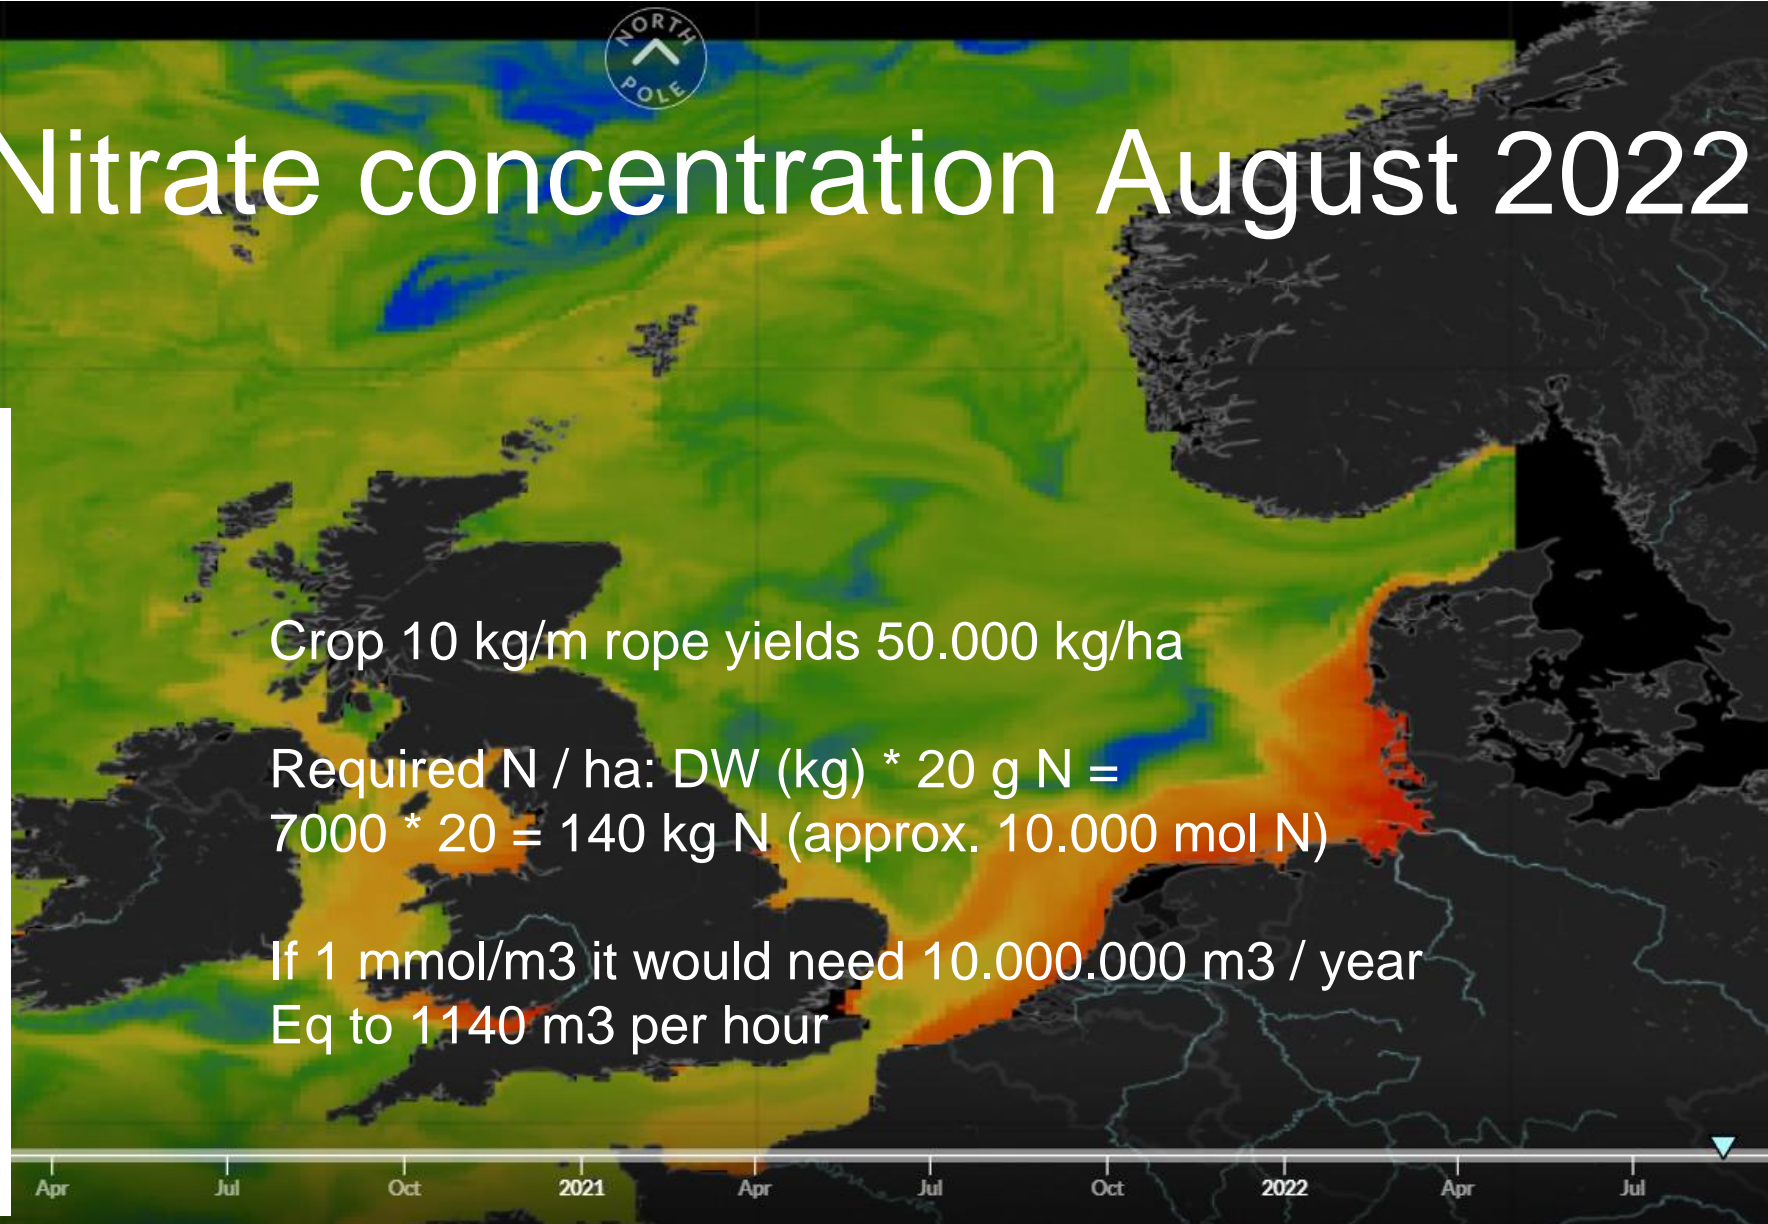 NORTH
POLE
Nitrate concentration August 2022
Crop 10 kg/m rope yields 50.000 kg/ha
Required N / ha: DW (kg) * 20 g N =
7000 * 20 = 140 kg N (approx. 10.000 mol N)
If 1 mmol/m3 it would need 10.000.000 m3 / year
Eq to 1140 m3 per hour
Apr Jul Oct 2021 Apr Jul Oct 2022 Apr Jul